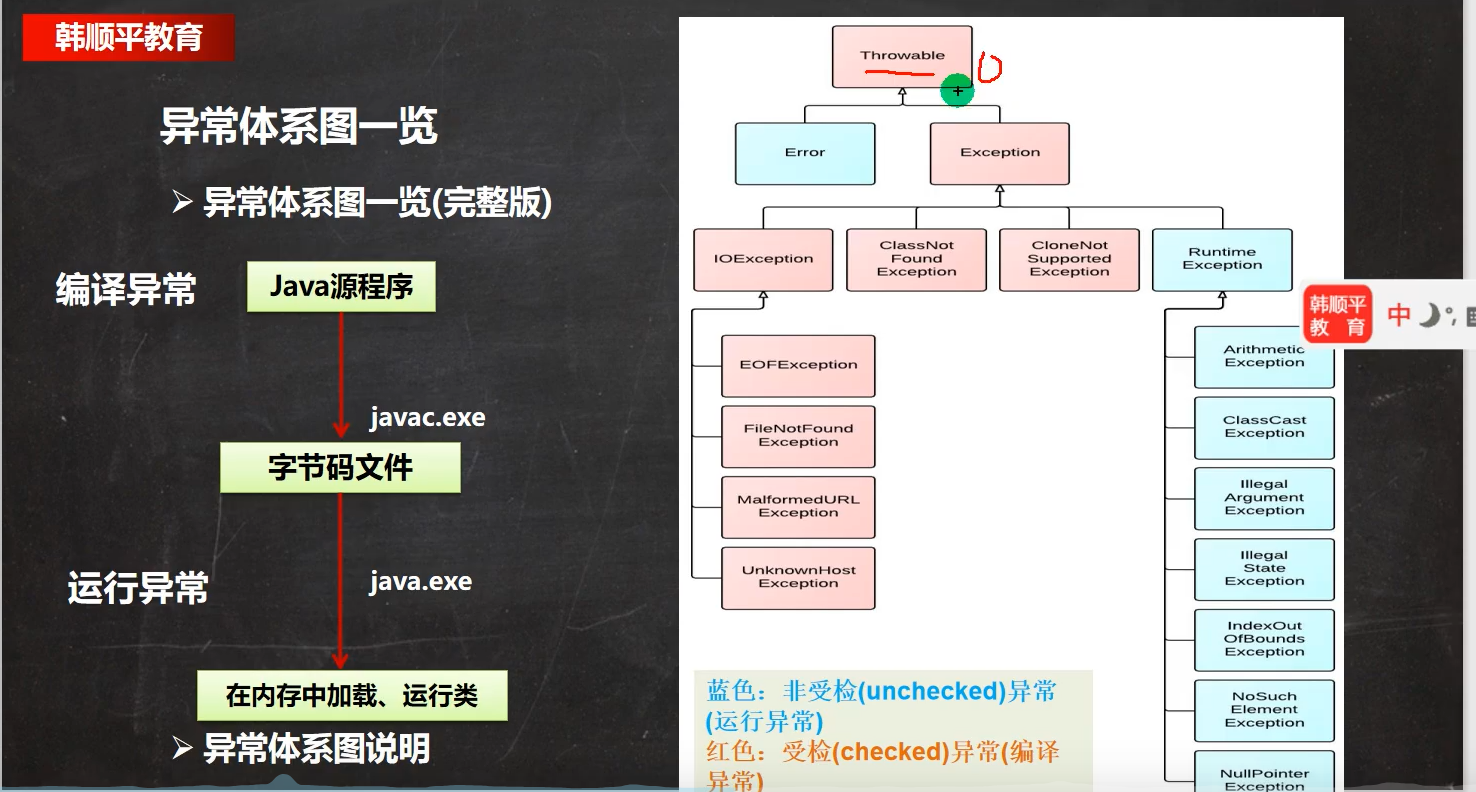 韩顺平教育
异常体系图一览
异常体系图一览(完整版)
编译异常
Java源程序
javac.exe
字节码文件
运行异常
java.exe
在内存中加载、运行类
异常体系图说明
Throwable
Error
Exception
IOException
ClassNot
Found
Exception
CloneNot
Supported
Exception
Runtime
Exception
EOFException
FileNotFound
Exception
MalformedURL
Exception
UnknownHost
Exception
Arithmetic
Exception
ClassCast
Exception
Illegal
Argument
Exception
Illegal
State
Exception
IndexOut
OfBounds
Exception
NoSuch
Element
Exception
NullPointer
Exception
蓝色：非受检(unchecked)异常
(运行异常)
红色：受检(checked)异常(编译
异常)
韩顺平
教 育
中